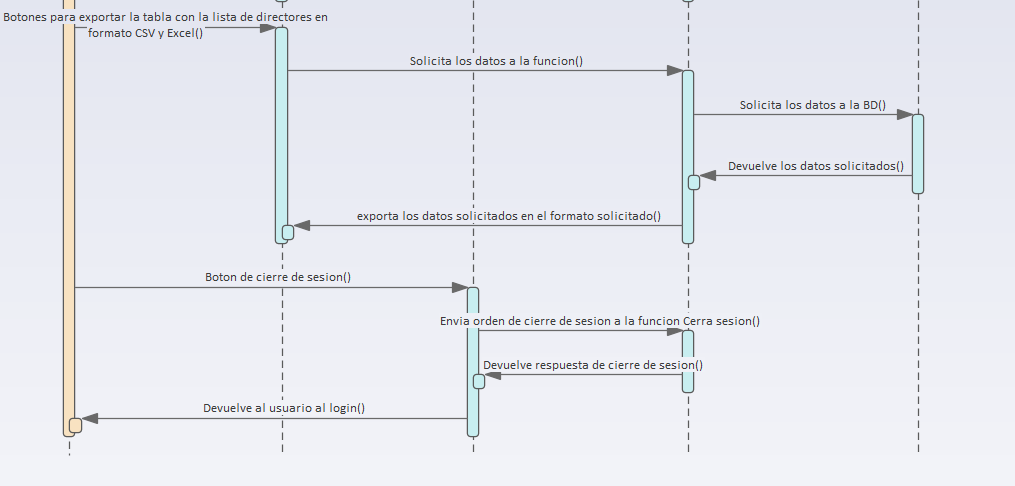 Botones para exportar la tabla con la lista de directores en
formato CSV y Excel()
Solicita los datos a la funcion()
Solicita los datos a la BD()
Devuelve los datos solicitados()
exporta los datos solicitados en el formato solicitado()
Boton de cierre de sesion()
Envia orden de cierre de sesion a la funcion Cerra sesion()
Devuelve respuesta de cierre de sesion()
Devuelve al usuario al login()